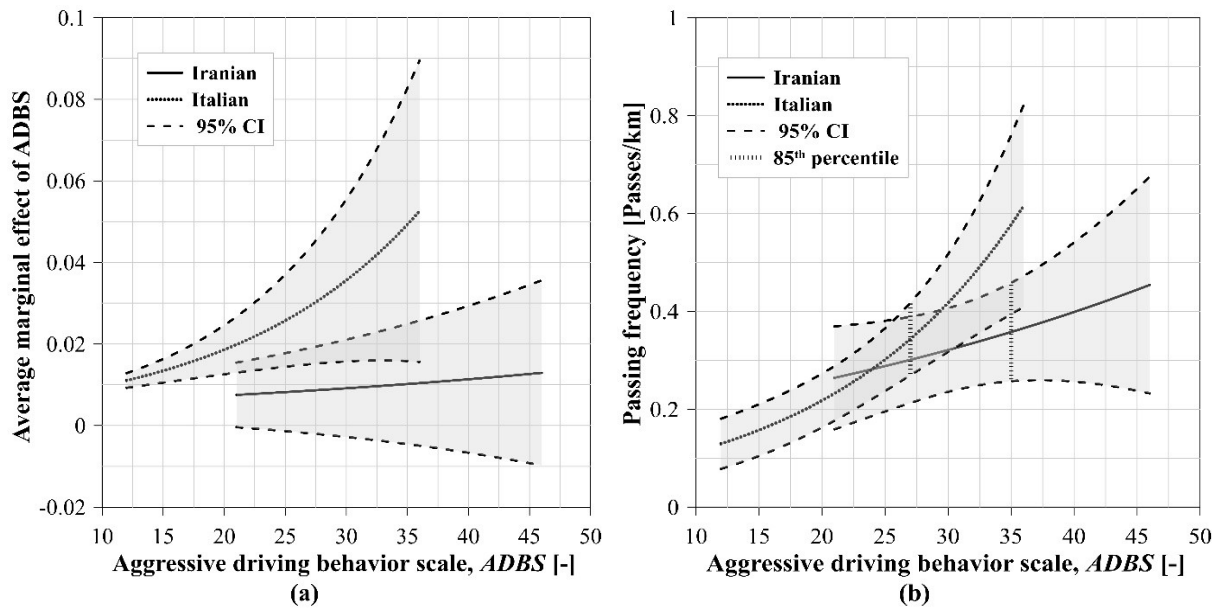 Average marginal effect of ADBS
0.1
0.08
0.06
0.04
0.02
0
-0.02
Iranian
Italian
95% CI
10 15 20 25 30 35 40 45 50
Aggressive driving behavior scale, ADBS [-]
(a)
Passing frequency [Passes/km]
1
0.8
0.6
0.4
0.2
0
Iranian
Italian
95% CI
85th percentile
10 15 20 25 30 35 40 45 50
Aggressive driving behavior scale, ADBS [-]
(b)